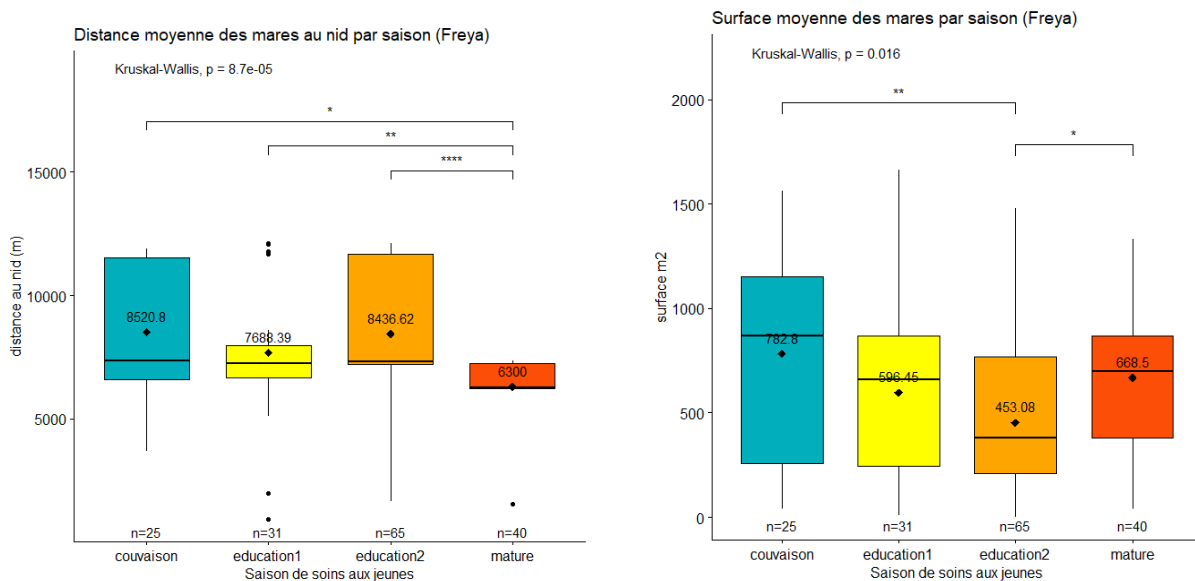 Distance moyenne des mares au nid par saison (Freya)
Kruskal-Wallis, p = 8.7e-05
*
**
****
15000
10000
5000
distance au nid (m)
8520.8
7688.39
8436.62
6300
n=25
n=31
n=65
n=40
couvaison
education1
education2
mature
Saison de soins aux jeunes
Surface moyenne des mares par saison (Freya)
Kruskal-Wallis, p = 0.016
**
*
2000
1500
1000
500
0
surface m2
782.8
596.45
453.08
668.5
n=25
n=31
n=65
n=40
couvaison
education1
education2
mature
Saison de soins aux jeunes